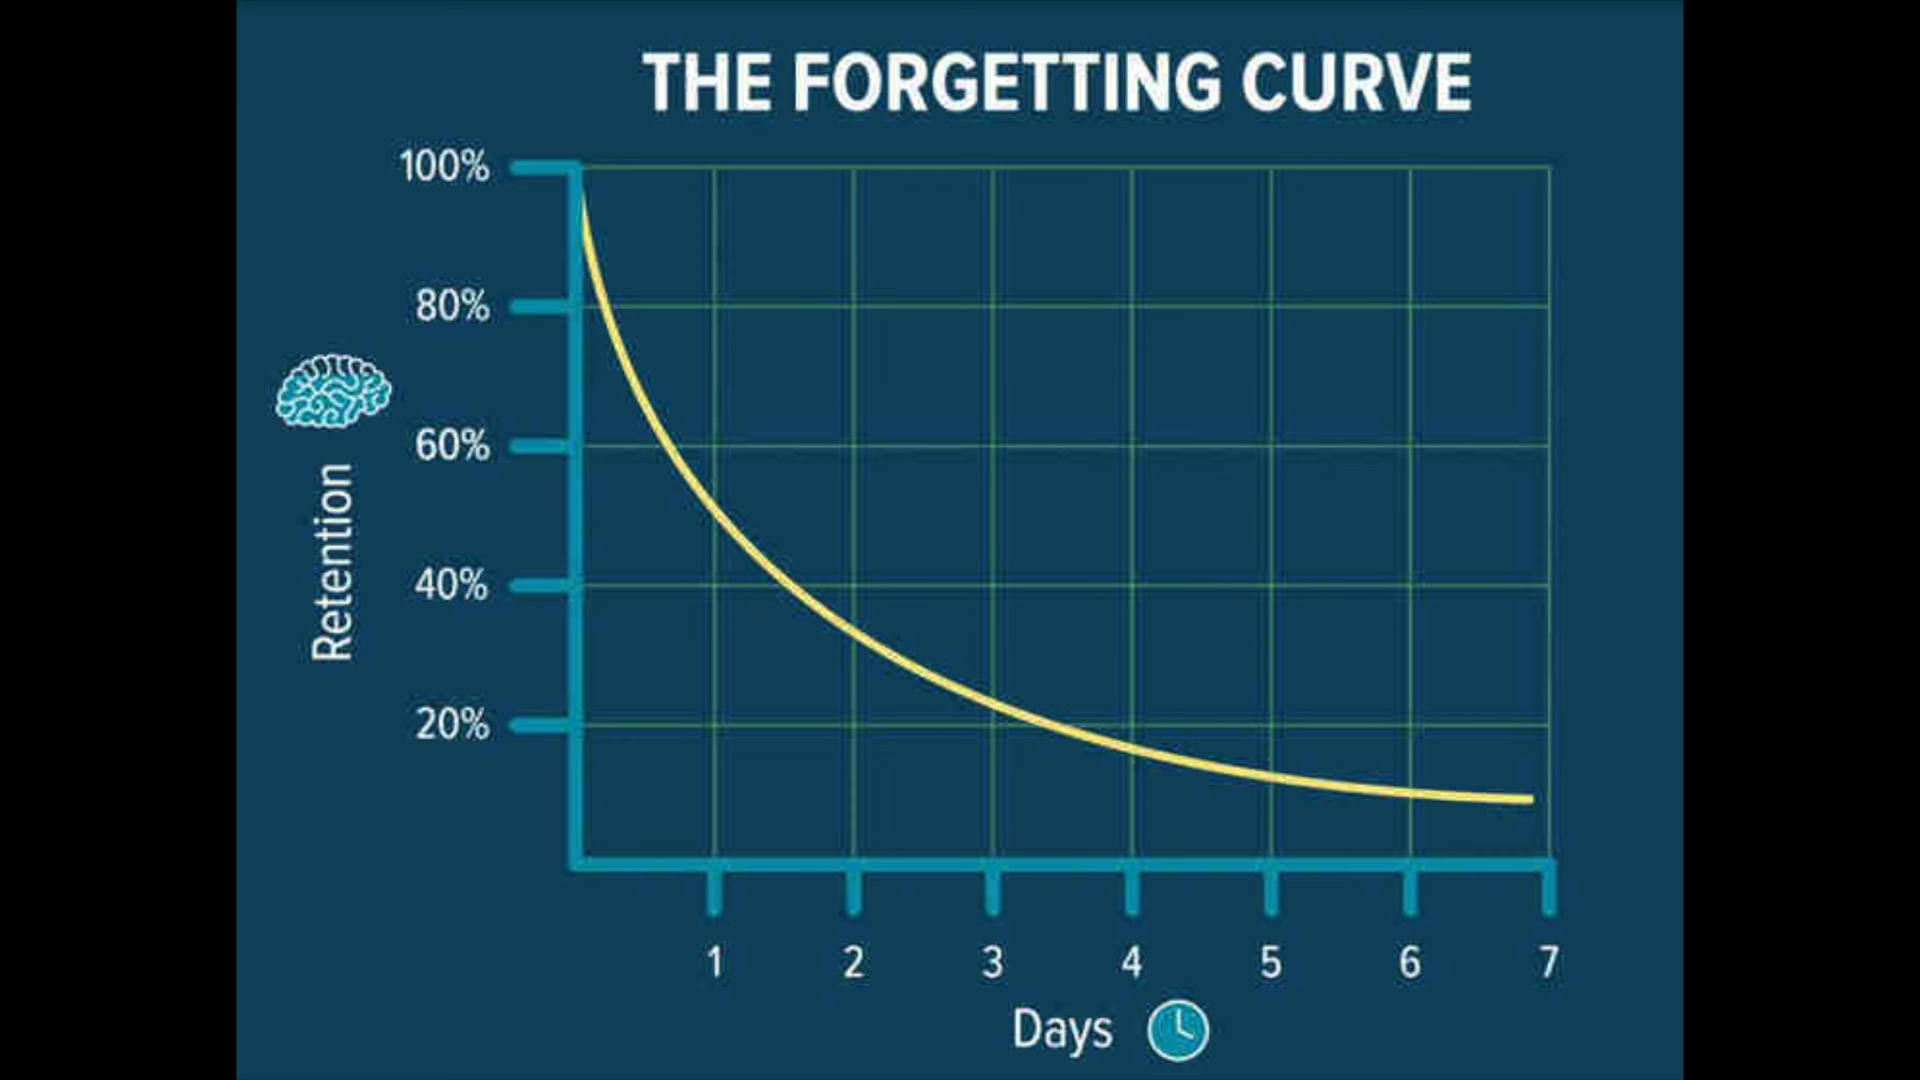 THE FORGETTING CURVE
100%
80%
60%
40%
20%
Retention
1 2 3 4 5 6 7
Days